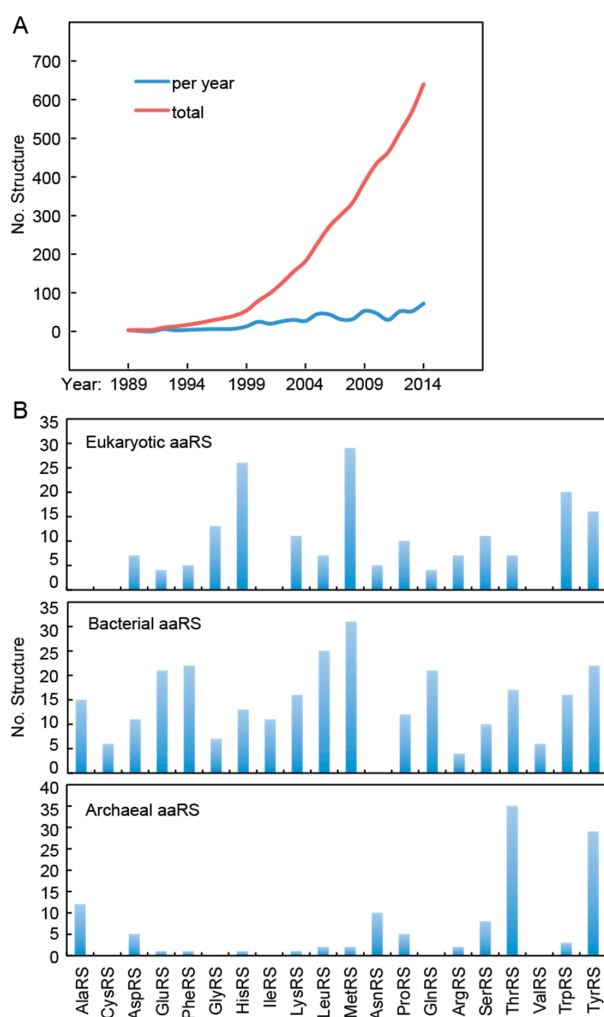 A
No. Structure
700
600
500
400
300
200
100
0
per year
total
Year: 1989 1994 1999 2004 2009 2014
B
No. Structure
35
30
25
20
15
10
5
0
Eukaryotic aaRS
35
30
25
20
15
10
5
0
Bacterial aaRS
40
35
30
25
20
15
10
5
0
Archaeal aaRS
AlaRS
CysRS
AspRS
GluRS
PheRS
GlyRS
HisRS
IleRS
LysRS
LeuRS
MetRS
AsnRS
ProRS
GlnRS
ArgRS
SerRS
ThrRS
ValRS
TrpRS
TyrRS